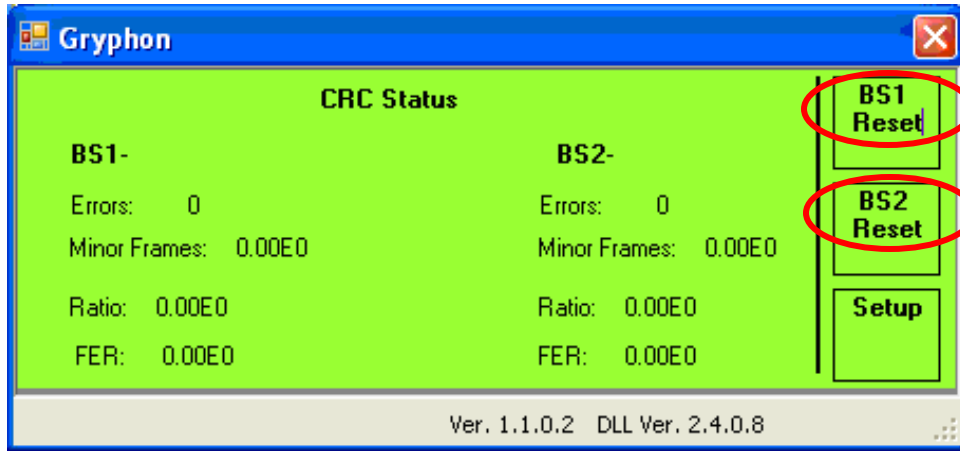 Gryphon
CRC Status
BS1-
Errors: 0
Minor Frames: 0.00E0
Ratio: 0.00E0
FER: 0.00E0
BS2-
Errors: 0
Minor Frames: 0.00E0
Ratio: 0.00E0
FER: 0.00E0
BS1
Reset
BS2
Reset
Setup
Ver. 1.1.0.2 DLL Ver. 2.4.0.8